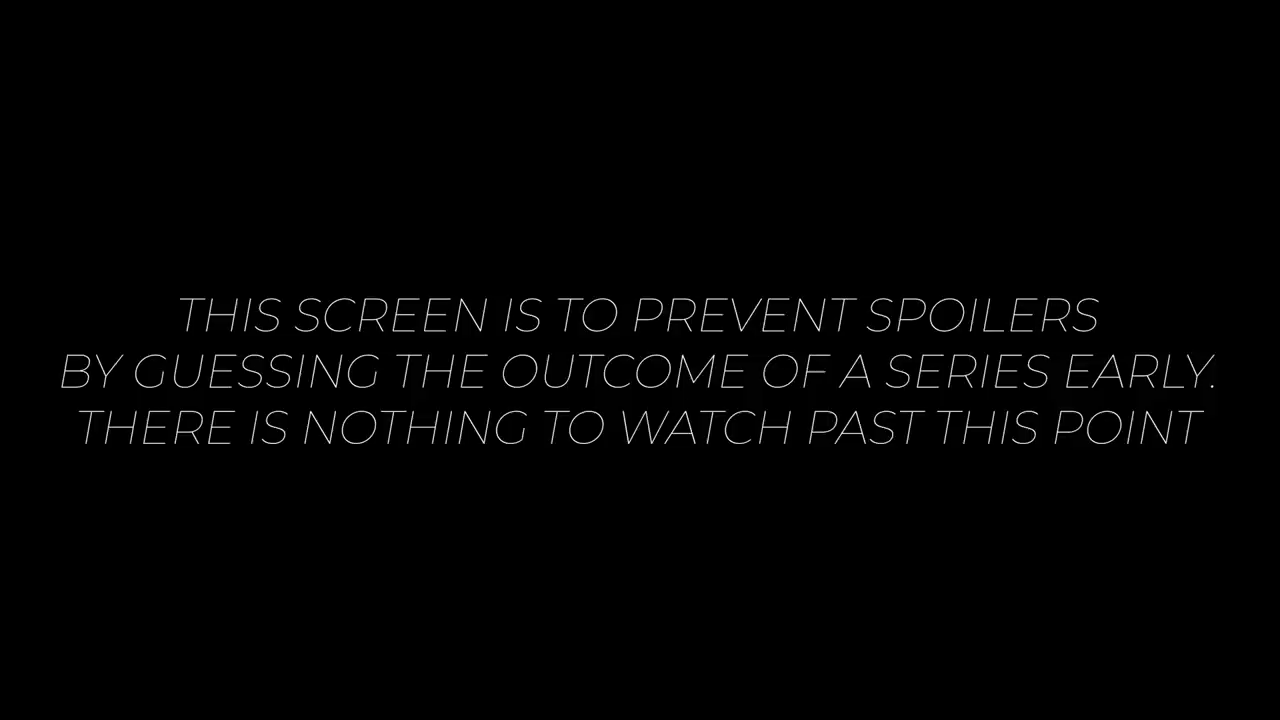 THIS SCREEN IS TO PREVENT SPOILERS
BY GUESSING THE OUTCOME OF A SERIES EARLY.
THERE IS NOTHING TO WATCH PAST THIS POINT